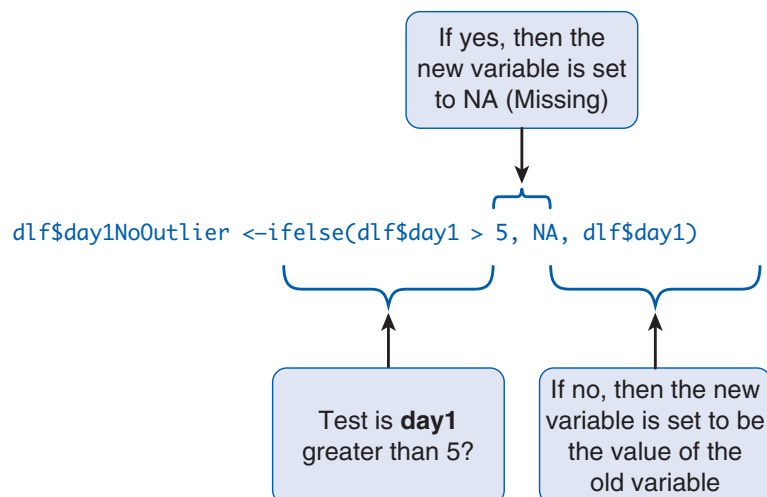 If yes, then the
new variable is set
to NA (Missing)
dlf$day1NoOutlier <–ifelse(dlf$day1 > 5, NA, dlf$day1)
Test is day1
greater than 5?
If no, then the new
variable is set to be
the value of the
old variable